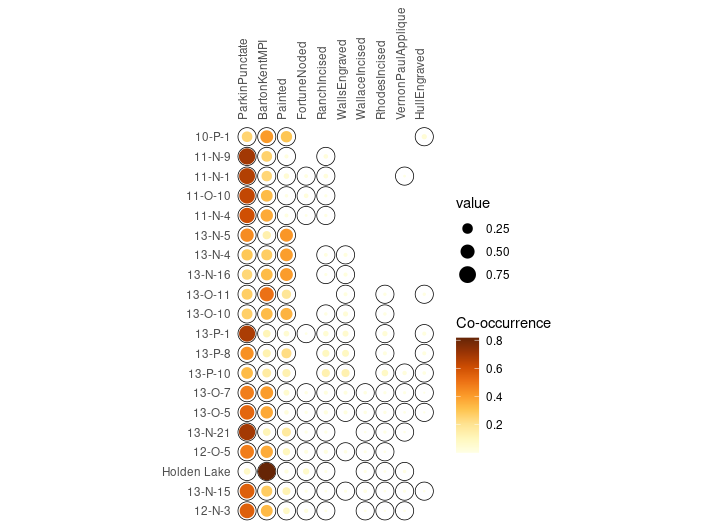 ParkinPunctate
BartonKentMPI
Painted
FortuneNoded
RanchIncised
WallsEngraved
WallaceIncised
RhodesIncised
VernonPaulApplique
HullEngraved
10-P-1
11-N-9
11-N-1
11-O-10
11-N-4
13-N-5
13-N-4
13-N-16
13-O-11
13-O-10
13-P-1
13-P-8
13-P-10
13-O-7
13-O-5
13-N-21
12-O-5
Holden Lake
13-N-15
12-N-3
value
0.25
0.50
0.75
Co-occurrence
0.8
0.6
0.4
0.2